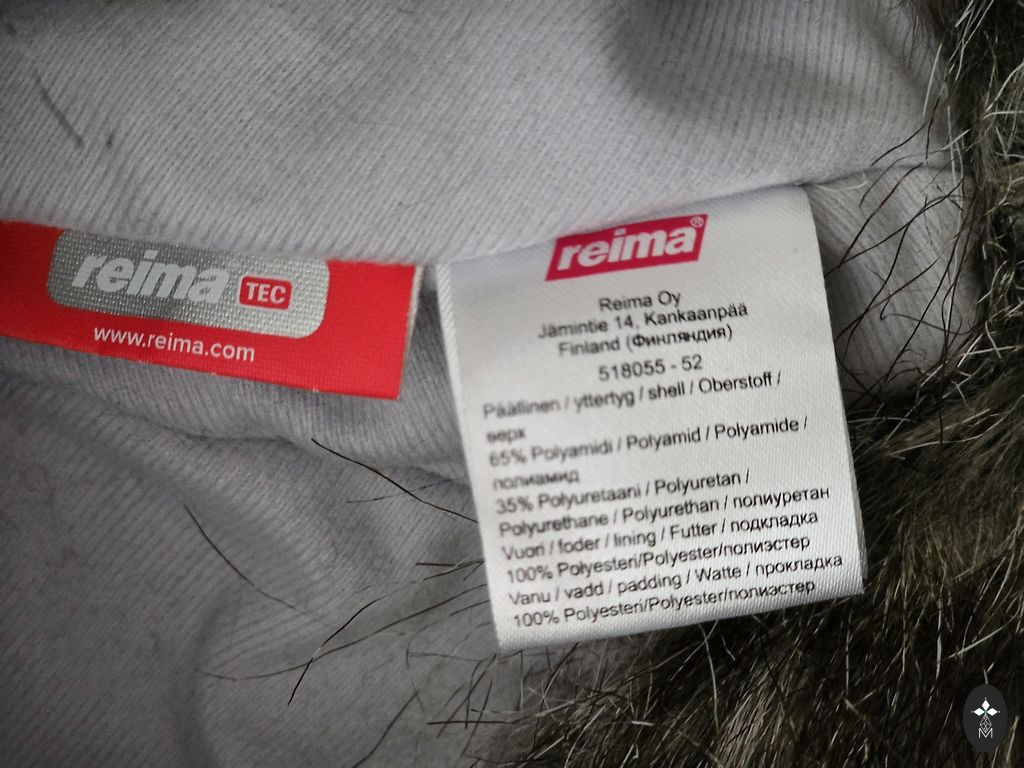 reima TEC
www.reima.com
reima®
Reima Oy
Jämintie 14, Kankaanpää
Finland (Финляндия)
518055 - 52
Päällinen / yttertyg / shell / Oberstoff /
верх
65% Polyamidi / Polyamid / Polyamide /
полиамид
35% Polyuretaani / Polyuretan /
Polyurethane / Polyurethan / полиуретан
Vuori / foder / lining / Futter / подкладка
100% Polyesteri/Polyester/полиэстер
Vanu / vadd / padding / Watte / прокладка
100% Polyesteri/Polyester/полиэстер
M